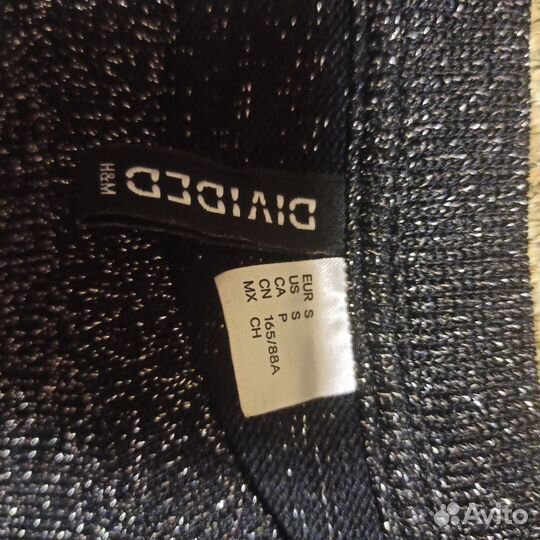 DIVIDED
H&M
EUR S
US S
CA P
CN 165/88A
MX CH
Avito